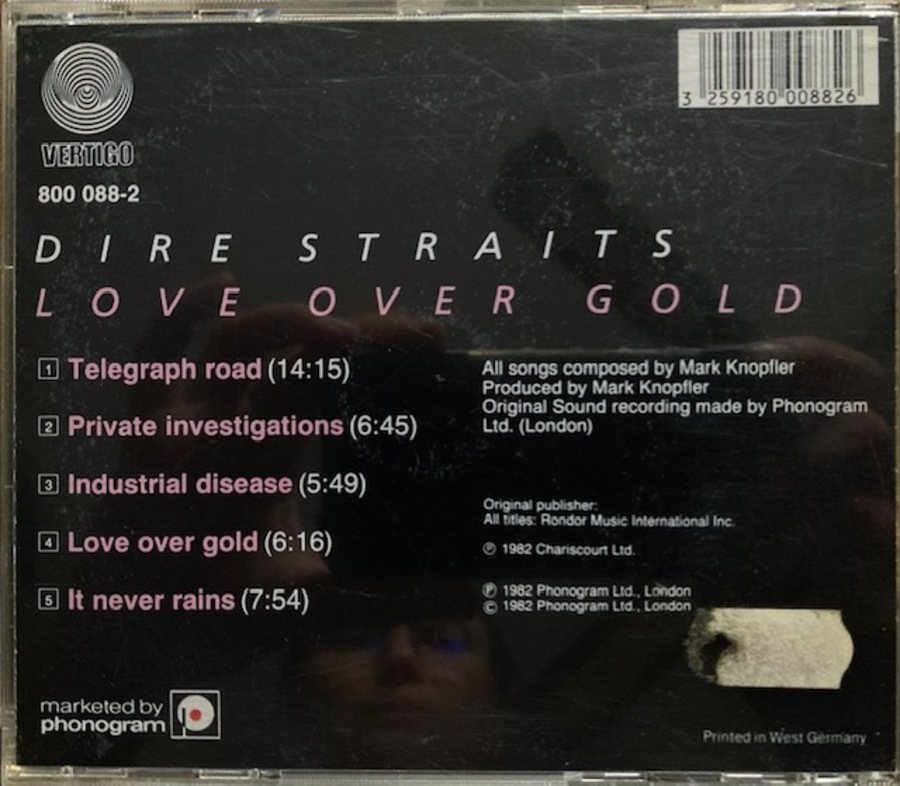 VERTIGO
800 088-2
3 259180 008826
DIRE STRAITS
LOVE OVER GOLD
1 Telegraph road (14:15)
2 Private investigations (6:45)
3 Industrial disease (5:49)
4 Love over gold (6:16)
5 It never rains (7:54)
All songs composed by Mark Knopfler
Produced by Mark Knopfler
Original Sound recording made by Phonogram
Ltd. (London)
Original publisher:
All titles: Rondor Music International Inc.
℗ 1982 Chariscourt Ltd.
℗ 1982 Phonogram Ltd., London
© 1982 Phonogram Ltd., London
marketed by
phonogram
Printed in West Germany